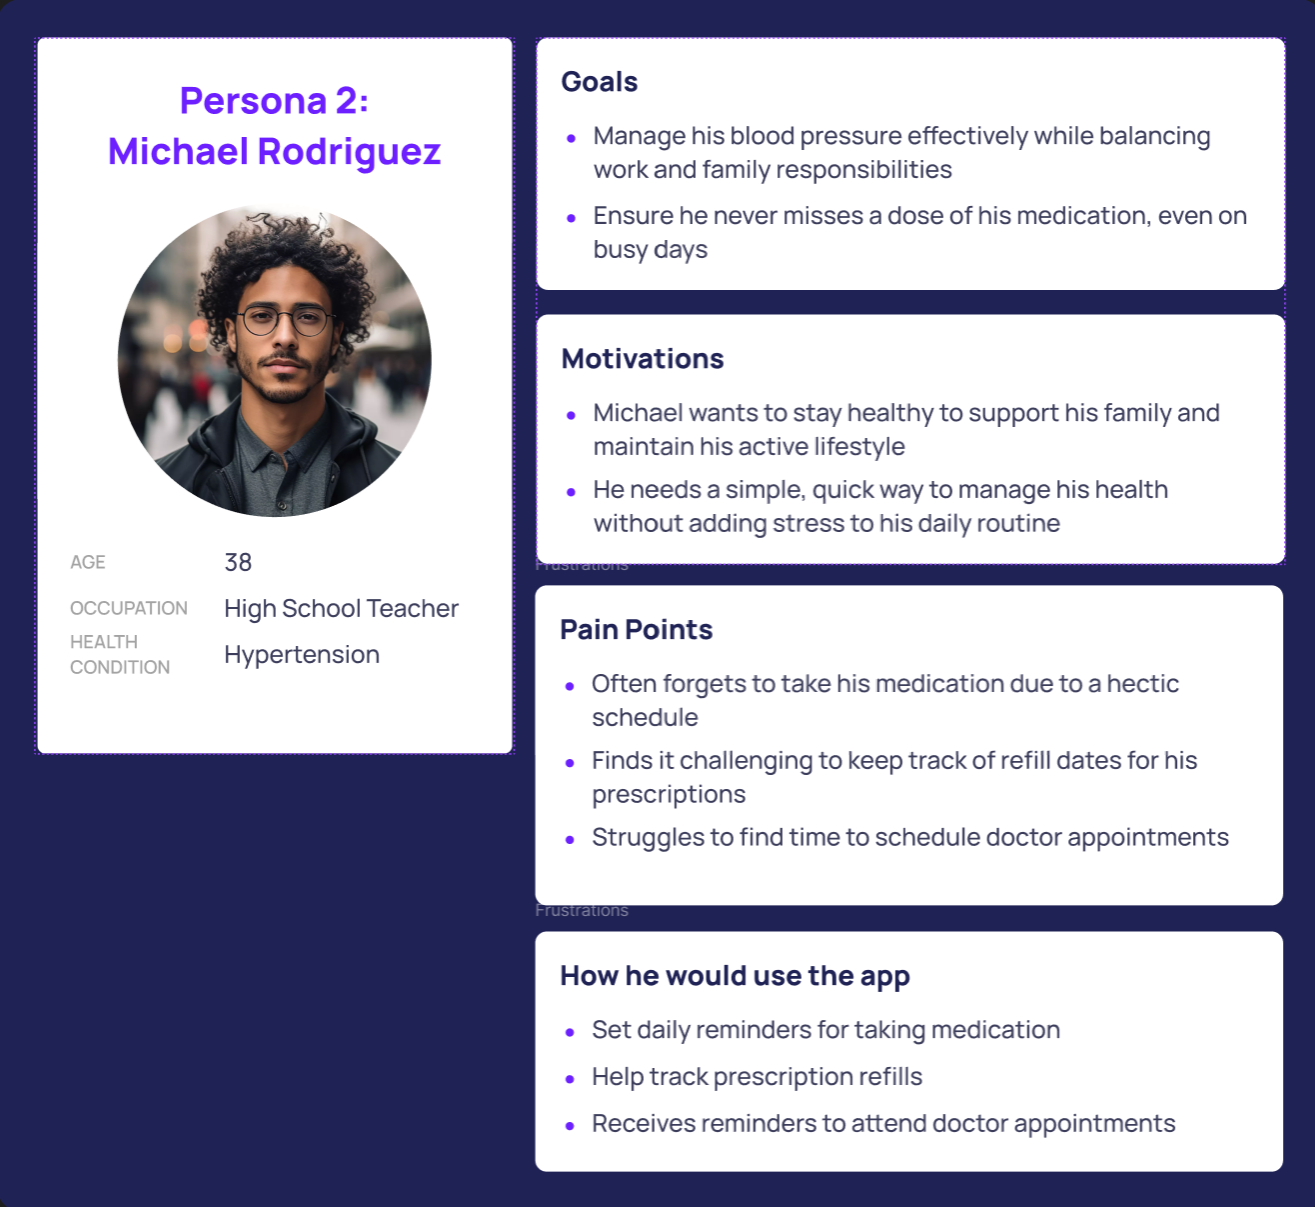 Persona 2:
Michael Rodriguez
AGE
38
OCCUPATION
High School Teacher
HEALTH
CONDITION
Hypertension
Goals
Manage his blood pressure effectively while balancing
work and family responsibilities
Ensure he never misses a dose of his medication, even on
busy days
Motivations
Michael wants to stay healthy to support his family and
maintain his active lifestyle
He needs a simple, quick way to manage his health
without adding stress to his daily routine
Frustrations
Pain Points
Often forgets to take his medication due to a hectic
schedule
Finds it challenging to keep track of refill dates for his
prescriptions
Struggles to find time to schedule doctor appointments
Frustrations
How he would use the app
Set daily reminders for taking medication
Help track prescription refills
Receives reminders to attend doctor appointments